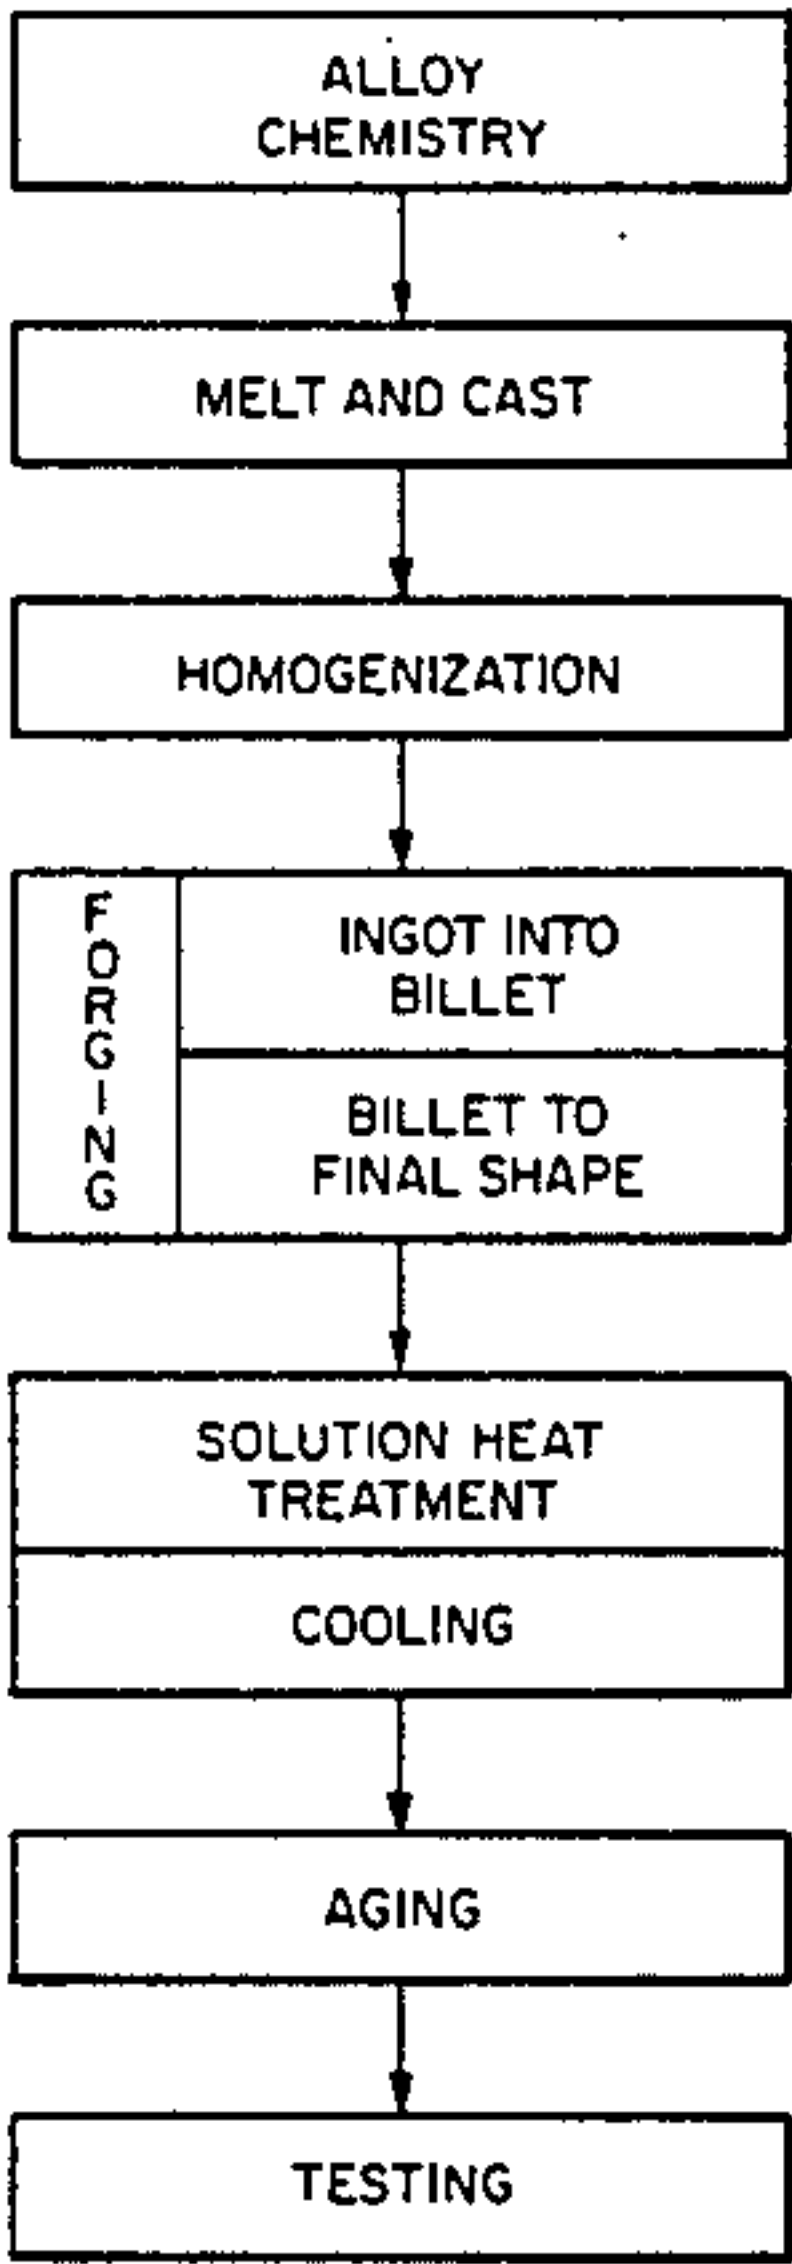 ALLOY
CHEMISTRY
MELT AND CAST
HOMOGENIZATION
FORGING
INGOT INTO
BILLET
BILLET TO
FINAL SHAPE
SOLUTION HEAT
TREATMENT
COOLING
AGING
TESTING